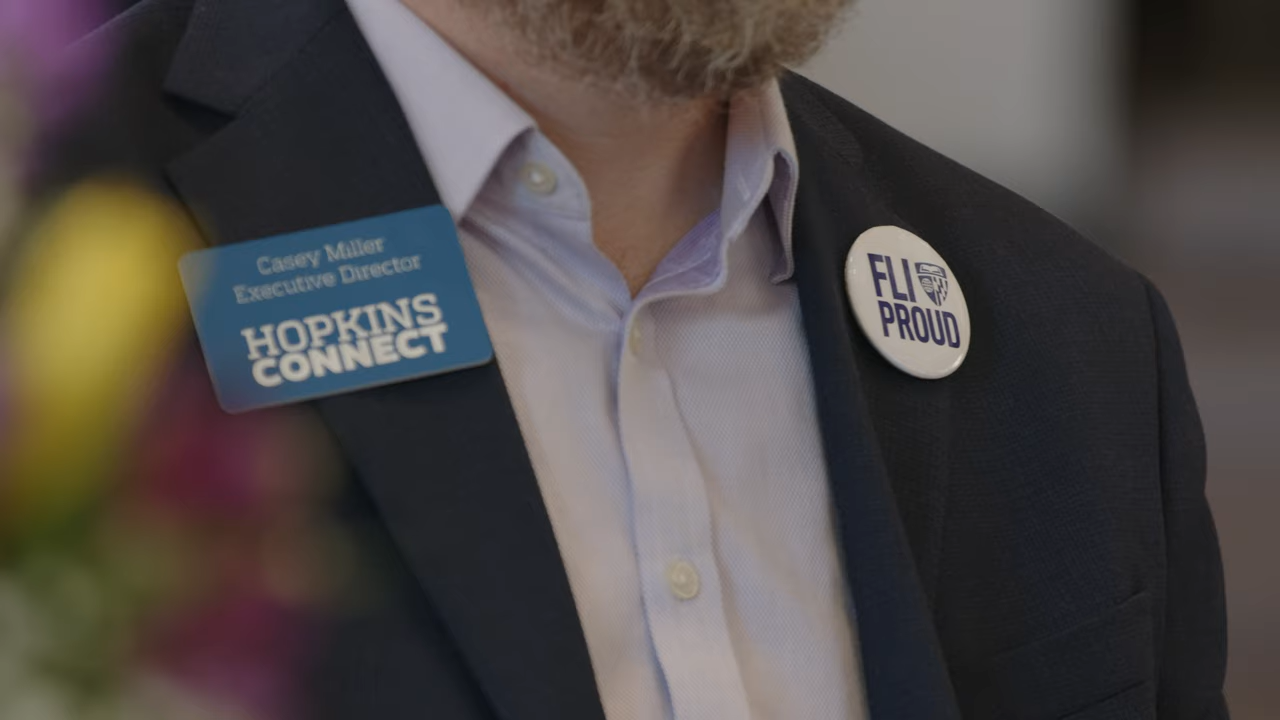 Casey Miller
Executive Director
HOPKINS
CONNECT
FLI
PROUD